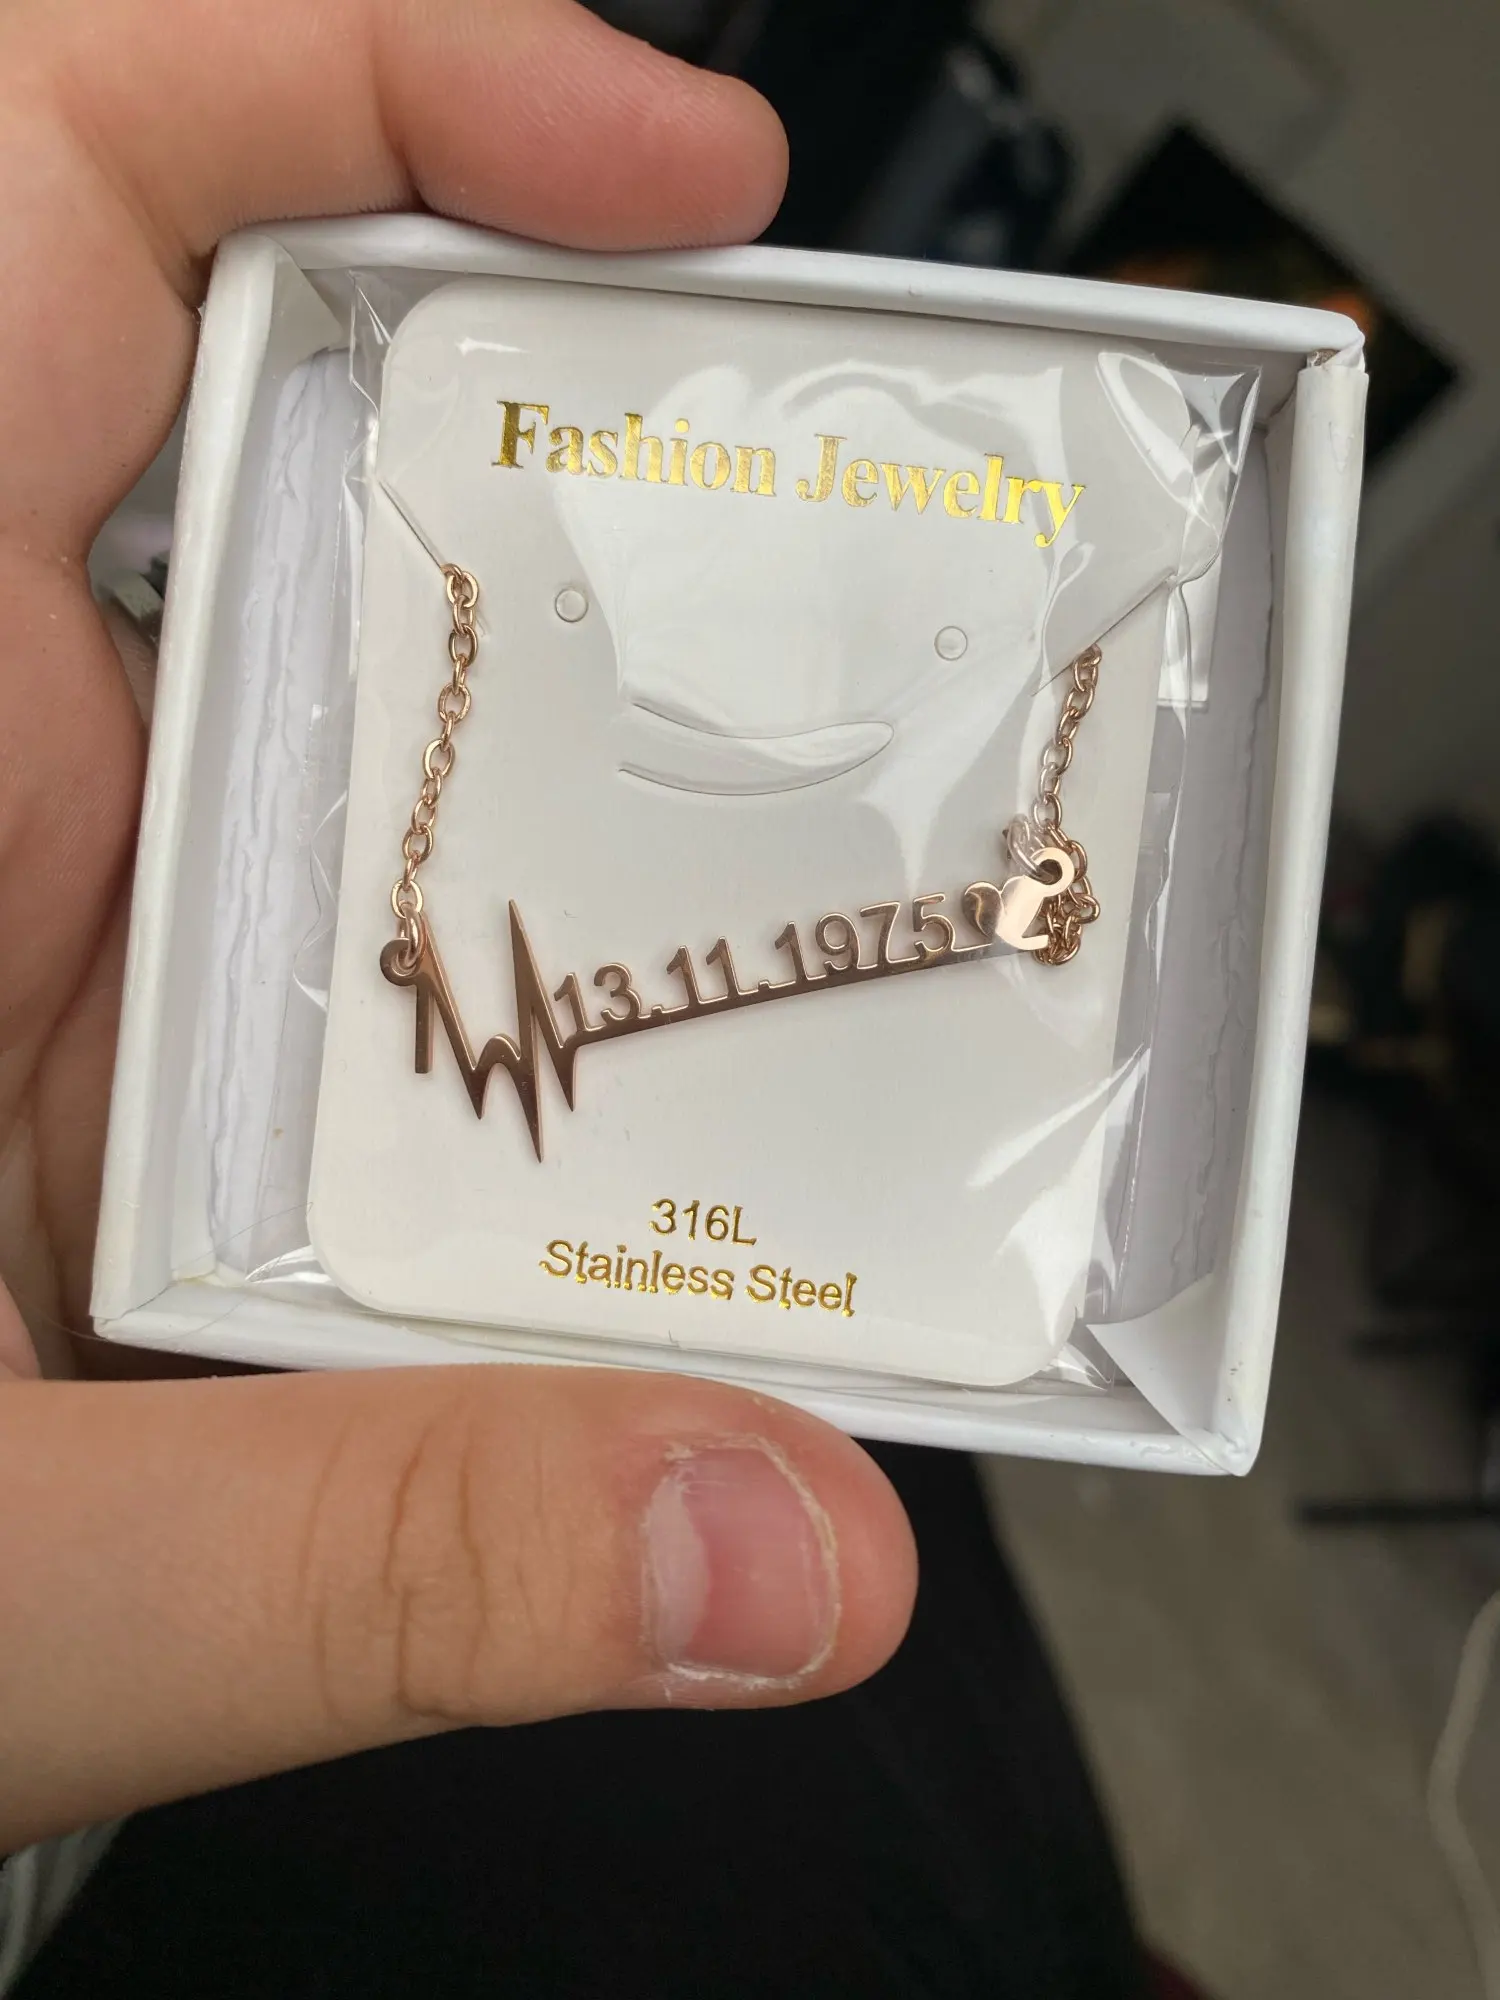 Fashion Jewelry
13.11.1975
316L
Stainless Steel